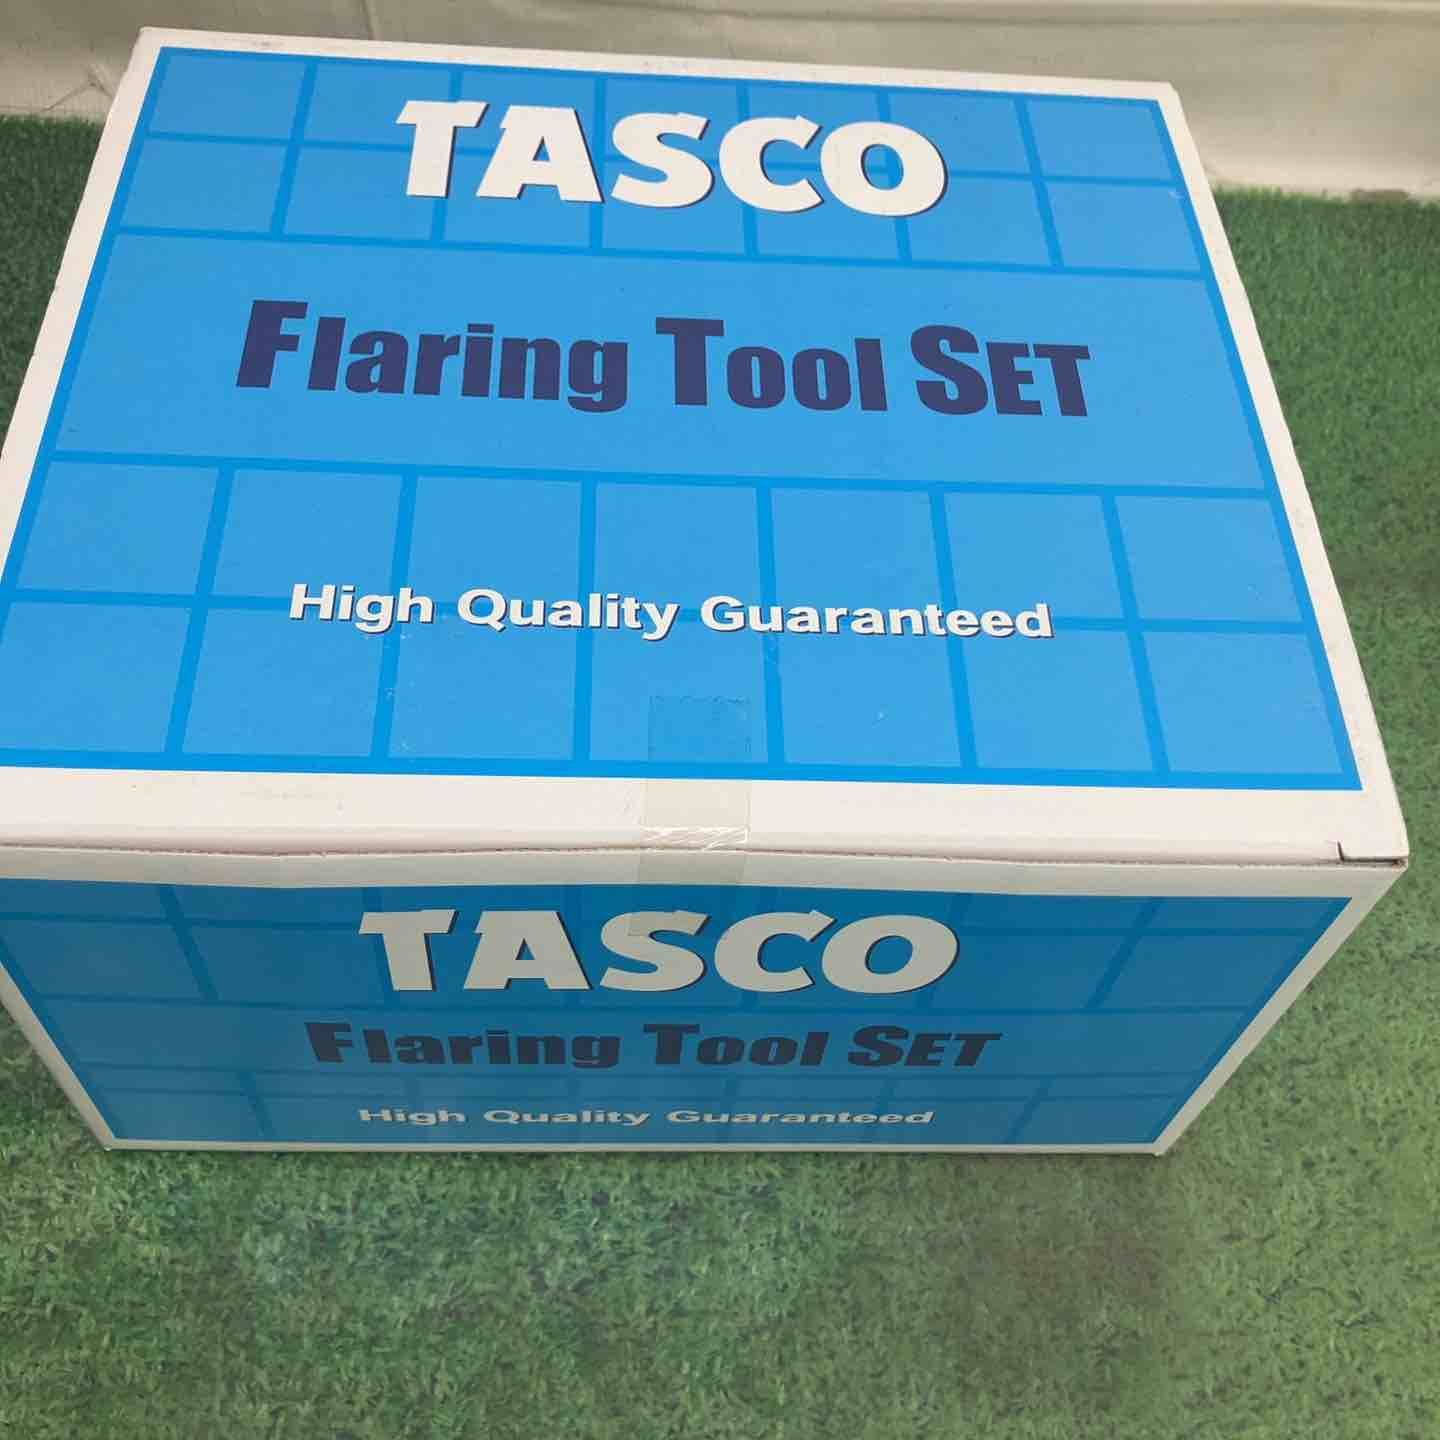 TASCO
Flaring Tool SET
High Quality Guaranteed
TASCO
Flaring Tool SET
High Quality Guaranteed